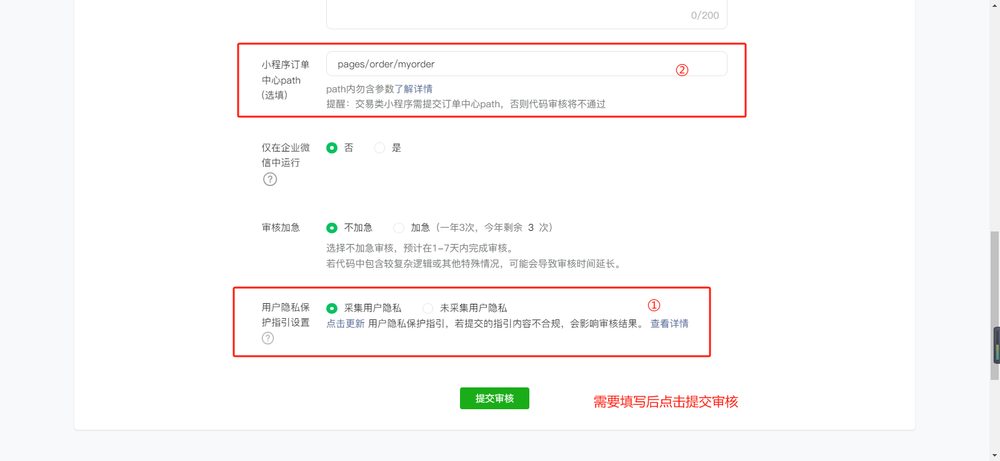 0/200
小程序订单
中心path
(选填)
pages/order/myorder
②
path内勿含参数了解详情
提醒：交易类小程序需提交订单中心path，否则代码审核将不通过
仅在企业微
信中运行
?
否 是
审核加急
不加急 加急（一年3次，今年剩余 3 次）
选择不加急审核，预计在1-7天内完成审核。
若代码中包含较复杂逻辑或其他特殊情况，可能会导致审核时间延长。
用户隐私保
护指引设置
?
采集用户隐私 未采集用户隐私
①
点击更新 用户隐私保护指引，若提交的指引内容不合规，会影响审核结果。 查看详情
提交审核
需要填写后点击提交审核